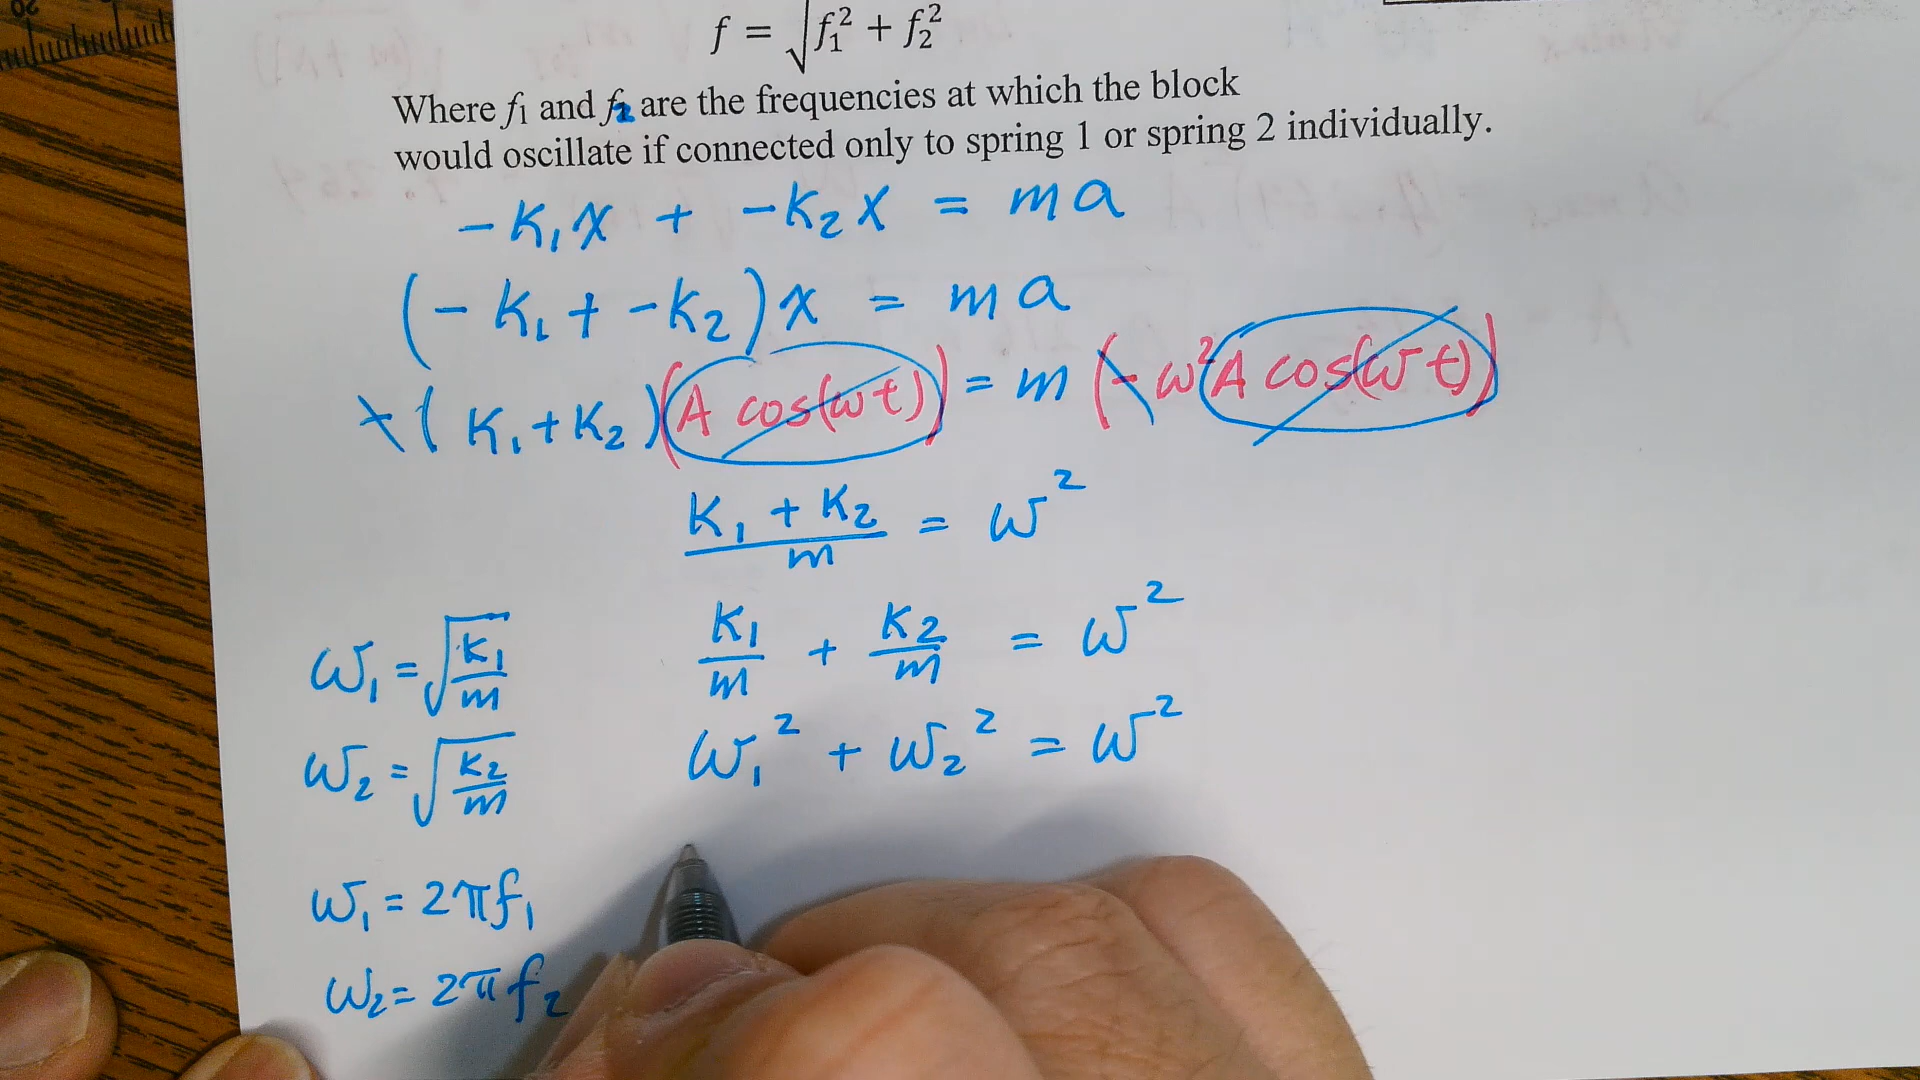 20
f = √f₁² + f₂²
Where f1 and f2 are the frequencies at which the block
would oscillate if connected only to spring 1 or spring 2 individually.
-K₁x + -K₂x = ma
(-K₁ + -K₂)x = ma
-(K₁+K₂)(A cos(ωt)) = m(-ω²A cos(ωt))
K₁ + K₂ / m = ω²
K₁/m + K₂/m = ω²
ω₁ = √K₁/m
ω₁² + ω₂² = ω²
ω₂ = √K₂/m
ω₁ = 2πf₁
ω₂ = 2πf₂